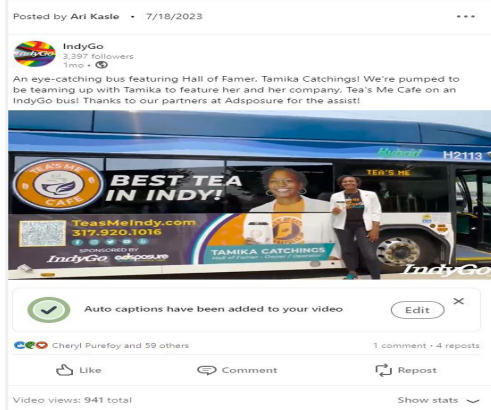 Posted by Ari Kasle • 7/18/2023
IndyGo
IndyGo
3,397 followers
1mo •
An eye-catching bus featuring Hall of Famer, Tamika Catchings! We're pumped to
be teaming up with Tamika to feature her and her company, Tea's Me Cafe on an
IndyGo bus! Thanks to our partners at Adsposure for the assist!
Hybrid H2113
TEA'S ME
TEA'S ME
CAFE
BEST TEA
IN INDY!
TeasMeIndy.com
317.920.1016
SPONSORED BY
IndyGo adsposure
TAMIKA CATCHINGS
Hall of Famer - Owner / Operator
IndyGo
Auto captions have been added to your video
Edit
Cheryl Purefoy and 59 others 1 comment • 4 reposts
Like Comment Repost
Video views: 941 total Show stats